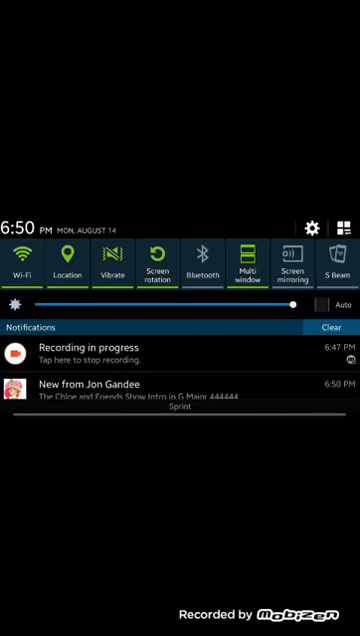 6:50 PM MON, AUGUST 14
Wi-Fi Location Vibrate Screen rotation Bluetooth Multi window Screen mirroring S Beam
Auto
Notifications Clear
Recording in progress 6:47 PM
Tap here to stop recording.
New from Jon Gandee 6:50 PM
The Chloe and Friends Show Intro in G Major 444444
Sprint
Recorded by mobizen